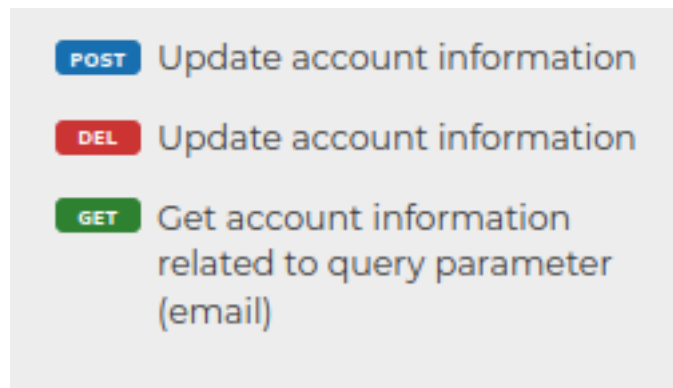 POST Update account information
DEL Update account information
GET Get account information
related to query parameter
(email)